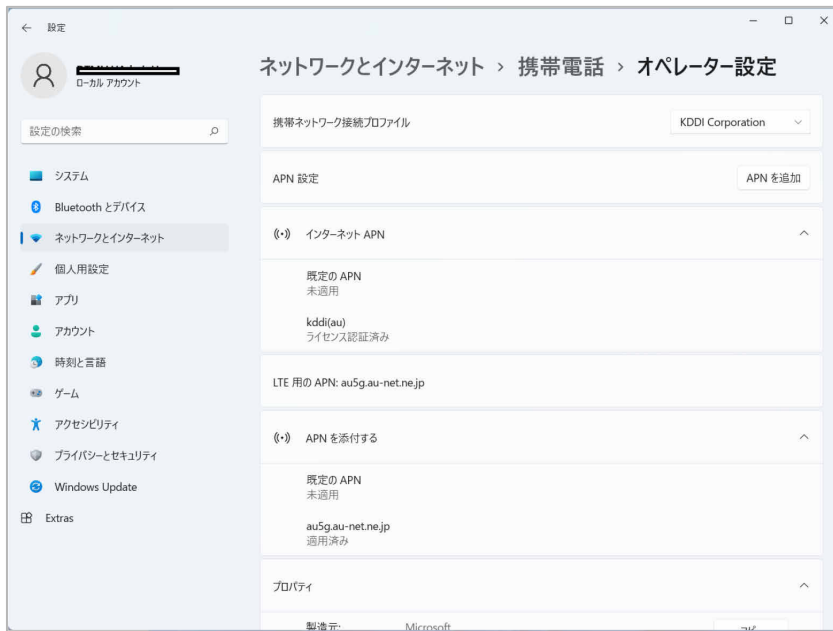 設定
ローカル アカウント
設定の検索
システム
Bluetooth とデバイス
ネットワークとインターネット
個人用設定
アプリ
アカウント
時刻と言語
ゲーム
アクセシビリティ
プライバシーとセキュリティ
Windows Update
Extras
ネットワークとインターネット › 携帯電話 › オペレーター設定
携帯ネットワーク接続プロファイル
KDDI Corporation
APN 設定
APN を追加
インターネット APN
既定の APN
未適用
kddi(au)
ライセンス認証済み
LTE 用の APN: au5g.au-net.ne.jp
APN を添付する
既定の APN
未適用
au5g.au-net.ne.jp
適用済み
プロパティ
製造元:
Microsoft
コピー